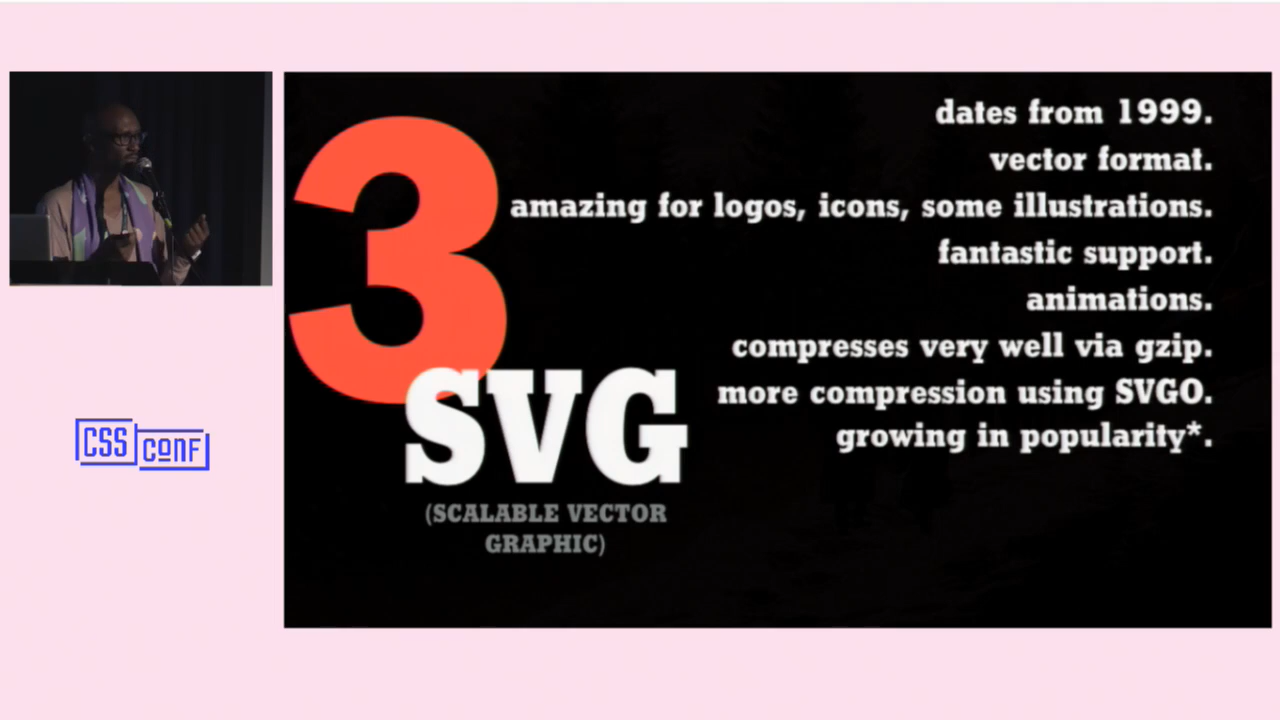 3
SVG
(SCALABLE VECTOR
GRAPHIC)
dates from 1999.
vector format.
amazing for logos, icons, some illustrations.
fantastic support.
animations.
compresses very well via gzip.
more compression using SVGO.
growing in popularity*.
CSS
CONF